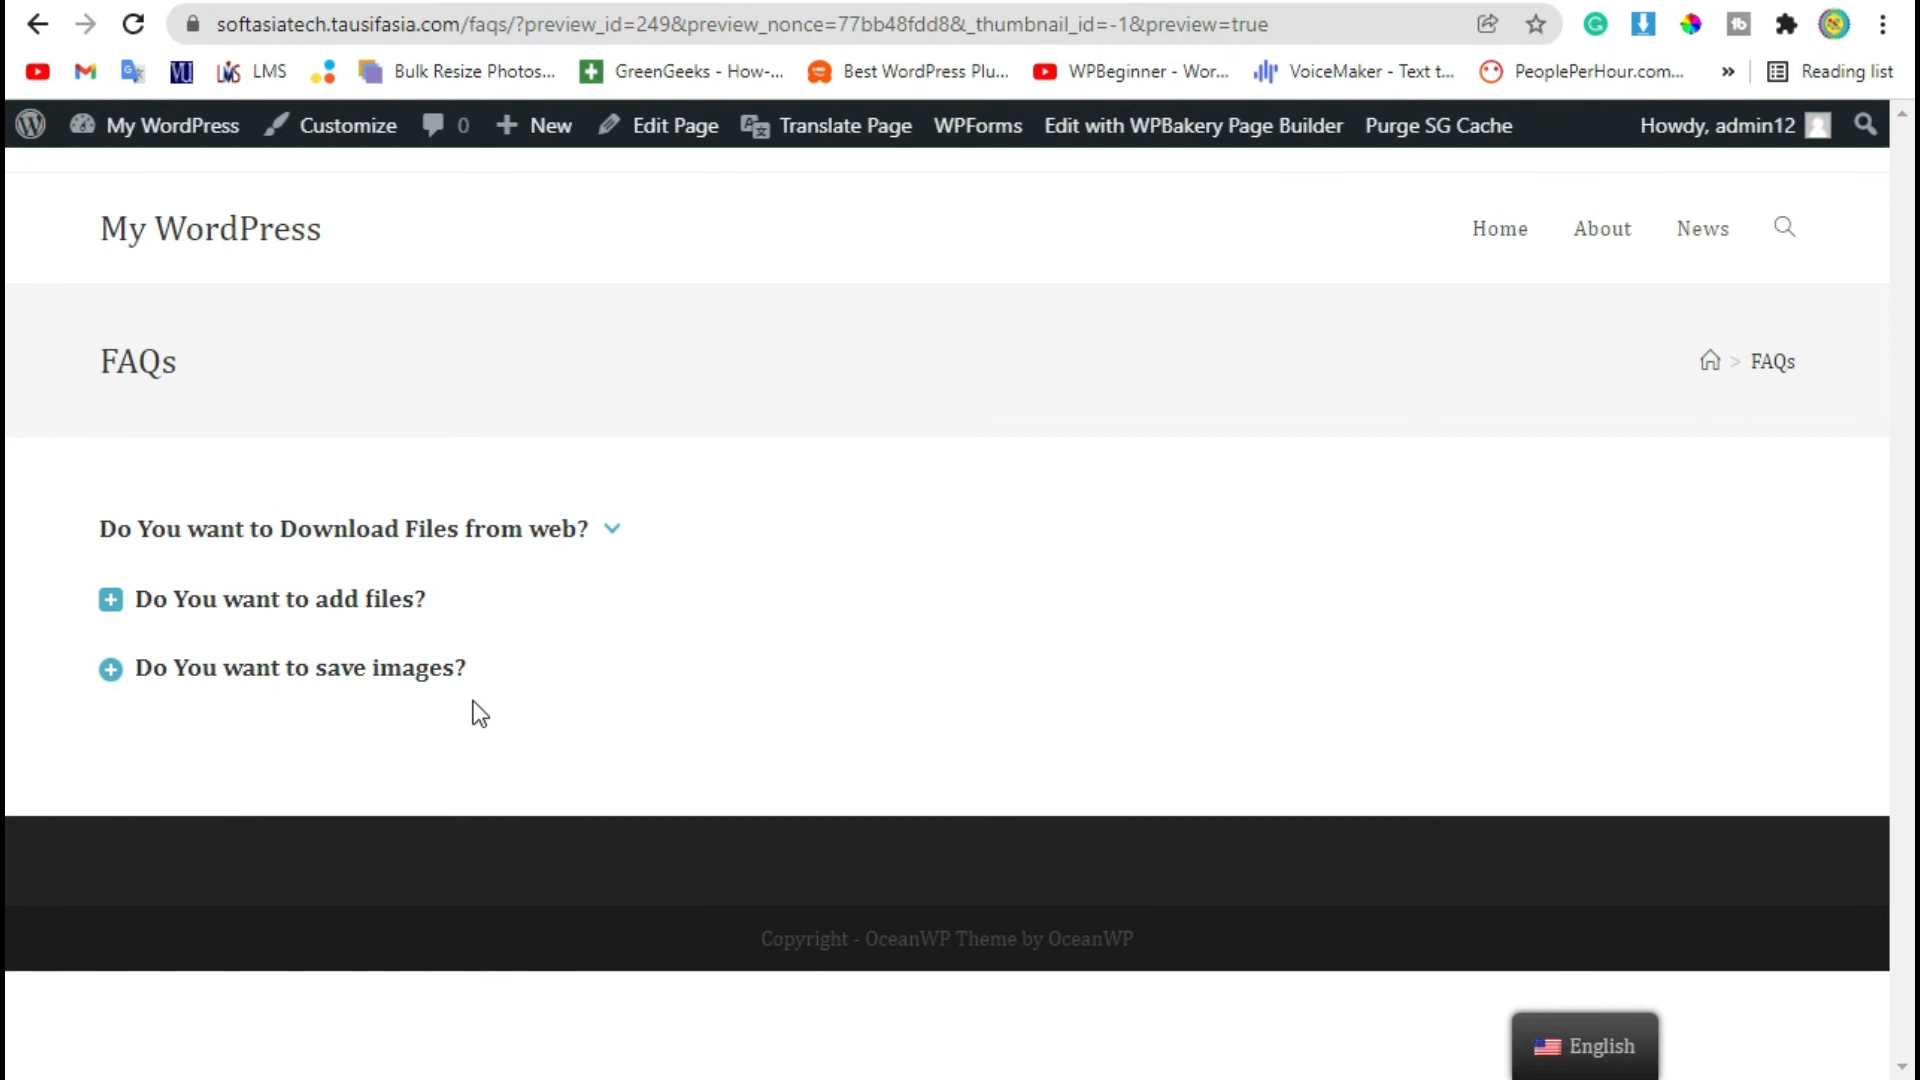 softasiatech.tausifasia.com/faqs/?preview_id=249&preview_nonce=77bb48fdd8&_thumbnail_id=-1&preview=true
LMS Bulk Resize Photos... GreenGeeks - How-... Best WordPress Plu... WPBeginner - Wor... VoiceMaker - Text t... PeoplePerHour.com... » Reading list
My WordPress Customize 0 New Edit Page Translate Page WPForms Edit with WPBakery Page Builder Purge SG Cache Howdy, admin12
My WordPress Home About News
FAQs > FAQs
Do You want to Download Files from web?
Do You want to add files?
Do You want to save images?
Copyright - OceanWP Theme by OceanWP
English